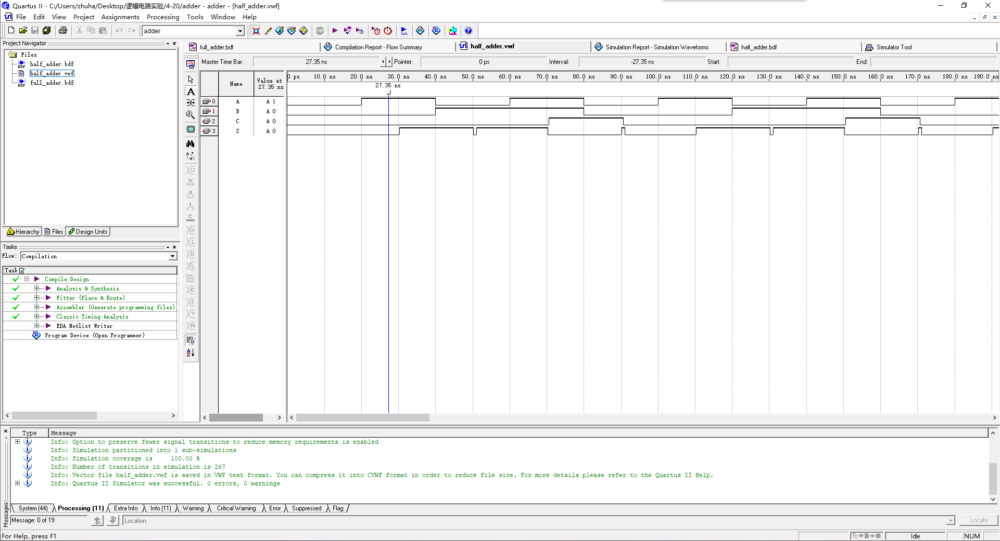 Quartus II - C:/Users/zhuha/Desktop/逻辑电路实验/4-20/adder - adder - [half_adder.vwf]
File Edit View Project Assignments Processing Tools Window Help
adder
STOP
Project Navigator
Files
half_adder.bdf
half_adder.vwf
full_adder.bdf
Hierarchy Files Design Units
Tasks
Flow: Compilation
Task
Compile Design
Analysis & Synthesis
Fitter (Place & Route)
Assembler (Generate programming files)
Classic Timing Analysis
EDA Netlist Writer
Program Device (Open Programmer)
full_adder.bdf Compilation Report - Flow Summary half_adder.vwf Simulation Report - Simulation Waveforms half_adder.bdf Simulator Tool
Master Time Bar: 27.35 ns Pointer: 0 ps Interval: -27.35 ns Start: End:
Name Value at 27.35 ns
0 ps 10.0 ns 20.0 ns 30.0 ns 40.0 ns 50.0 ns 60.0 ns 70.0 ns 80.0 ns 90.0 ns 100.0 ns 110.0 ns 120.0 ns 130.0 ns 140.0 ns 150.0 ns 160.0 ns 170.0 ns 180.0 ns 190.0 ns
27.35 ns
0 A A 1
1 B A 0
2 C A 0
3 S A 0
Type Message
Info: Option to preserve fewer signal transitions to reduce memory requirements is enabled
Info: Simulation partitioned into 1 sub-simulations
Info: Simulation coverage is 100.00 %
Info: Number of transitions in simulation is 267
Info: Vector file half_adder.vwf is saved in VWF text format. You can compress it into CVWF format in order to reduce file size. For more details please refer to the Quartus II Help.
Info: Quartus II Simulator was successful. 0 errors, 0 warnings
System (44) Processing (11) Extra Info Info (11) Warning Critical Warning Error Suppressed Flag
Messages
Message: 0 of 19 Location: Locate
For Help, press F1 Idle NUM